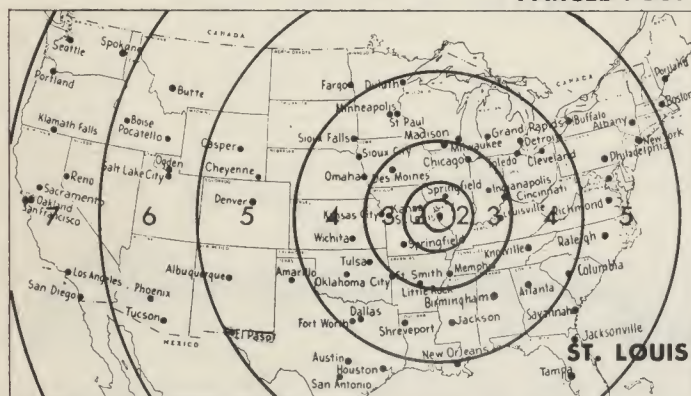 CANADA
CANADA
Seattle
Spokane
Portland
Butte
Fargo
Duluth
Portland
Minneapolis
St Paul
Boston
Klamath Falls
Boise
Pocatello
Buffalo
Albany
Madison
Grand Rapids
Detroit
New York
Casper
Sioux Falls
Milwaukee
Ogden
Sioux City
Chicago
Toledo
Cleveland
Philadelphia
Reno
Salt Lake City
Cheyenne
Omaha
Des Moines
Sacramento
Springfield
Indianapolis
Cincinnati
Oakland
San Francisco
Denver
Kansas City
Louisville
Richmond
7
6
5
4
3
2
3
4
5
Wichita
Springfield
Knoxville
Raleigh
Los Angeles
Albuquerque
Amarillo
Tulsa
Ft. Smith
Memphis
Columbia
San Diego
Phoenix
Oklahoma City
Little Rock
Birmingham
Atlanta
Tucson
Dallas
Savannah
MEXICO
El Paso
Fort Worth
Shreveport
Jackson
Jacksonville
Austin
New Orleans
ST. LOUIS
Houston
San Antonio
Tampa